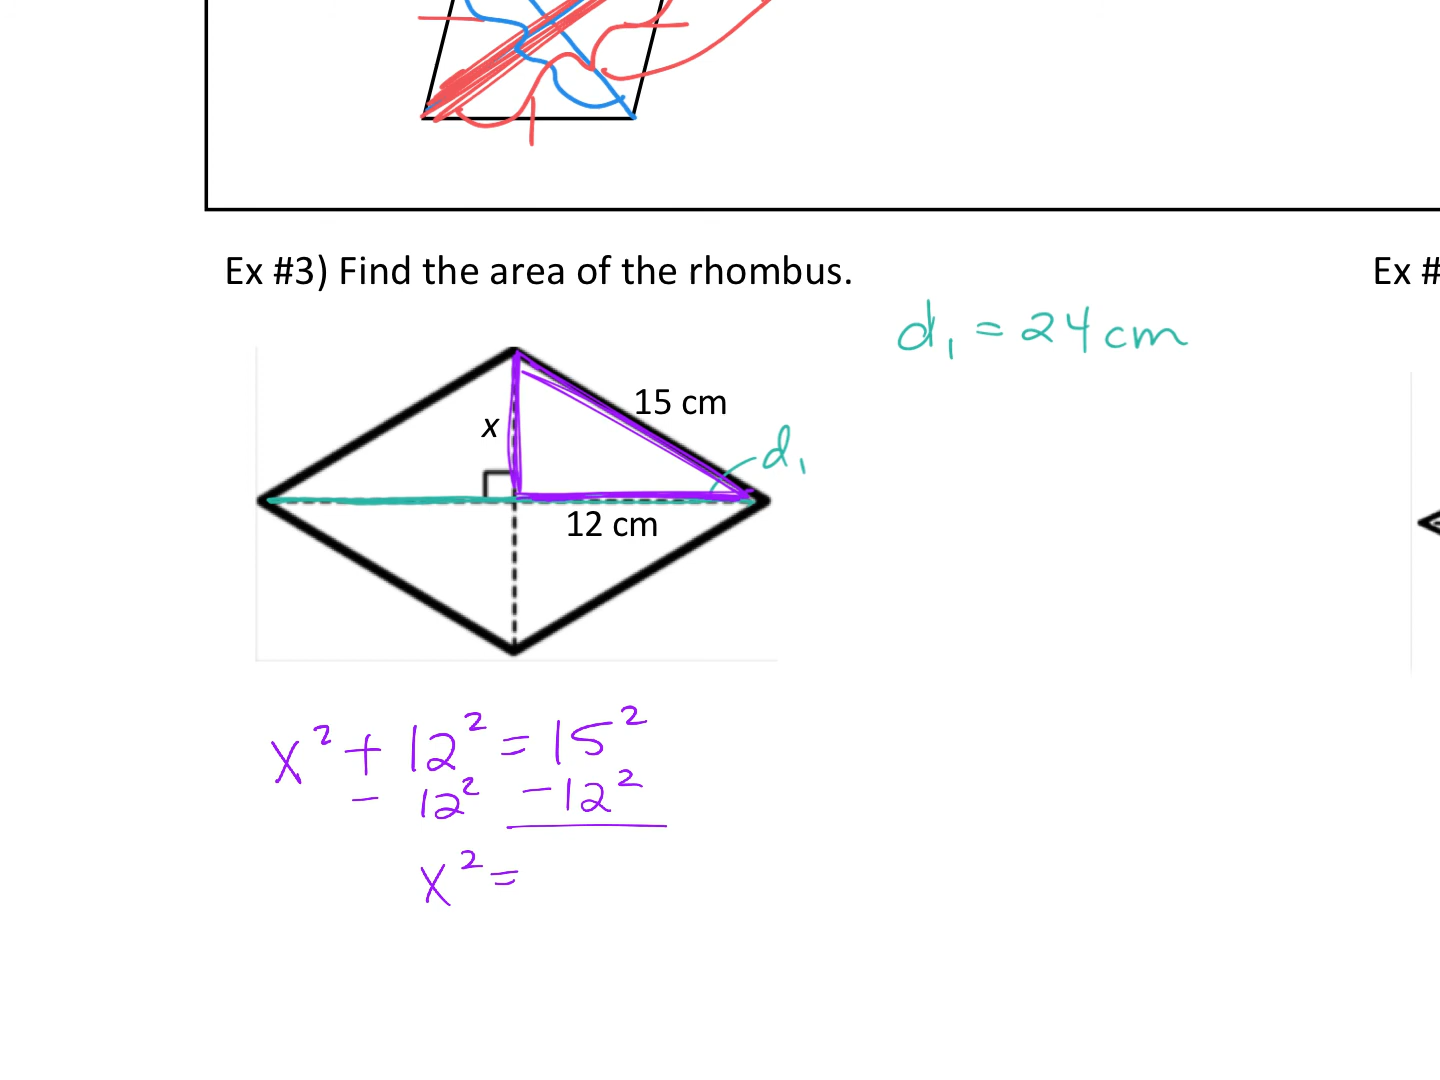 Ex #3) Find the area of the rhombus.
Ex #
d₁ = 24 cm
15 cm
x
d₁
12 cm
x² + 12² = 15²
- 12² -12²
x² =